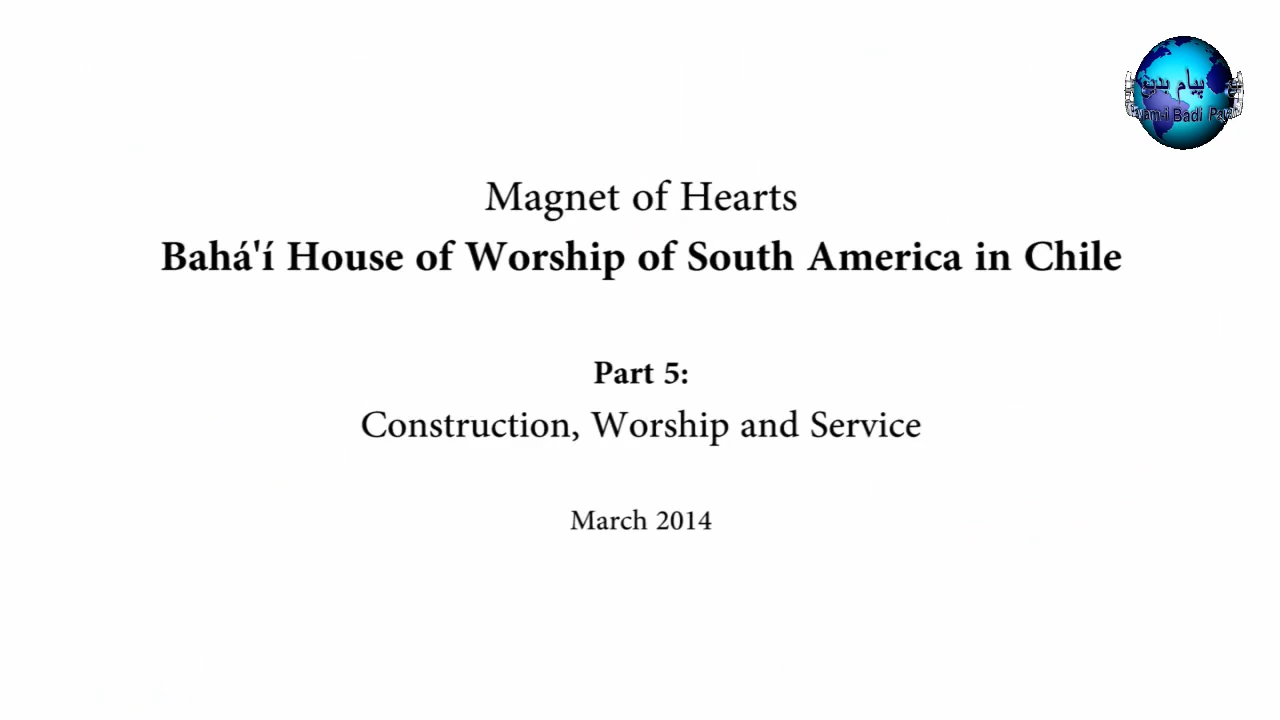 پیام بدیع
Magnet of Hearts
Bahá'í House of Worship of South America in Chile
Part 5:
Construction, Worship and Service
March 2014